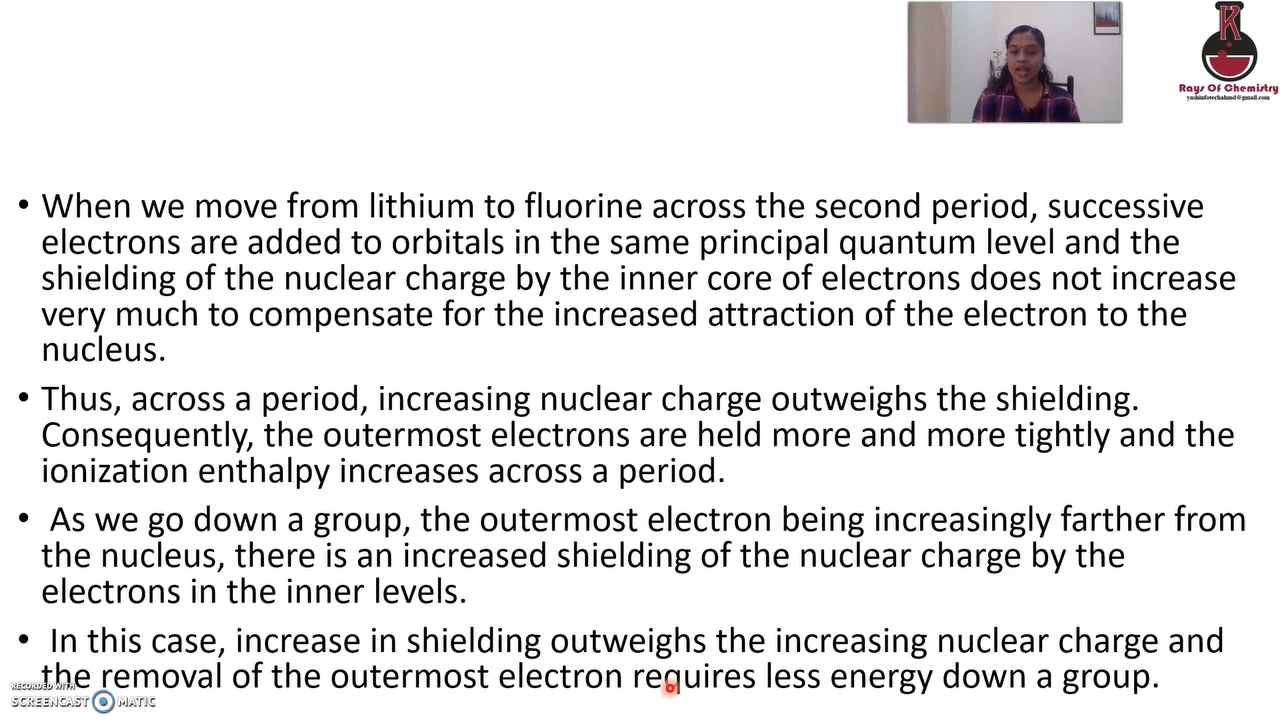 K
Rays Of Chemistry
yashinfotechahmd@gmail.com
• When we move from lithium to fluorine across the second period, successive
electrons are added to orbitals in the same principal quantum level and the
shielding of the nuclear charge by the inner core of electrons does not increase
very much to compensate for the increased attraction of the electron to the
nucleus.
• Thus, across a period, increasing nuclear charge outweighs the shielding.
Consequently, the outermost electrons are held more and more tightly and the
ionization enthalpy increases across a period.
• As we go down a group, the outermost electron being increasingly farther from
the nucleus, there is an increased shielding of the nuclear charge by the
electrons in the inner levels.
• In this case, increase in shielding outweighs the increasing nuclear charge and
the removal of the outermost electron requires less energy down a group.
RECORDED WITH
SCREENCAST MATIC